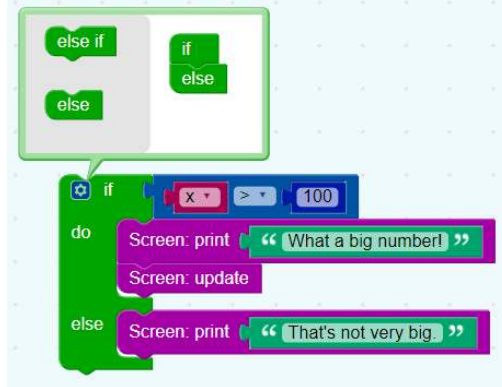 else if
if
else
else
if x > 100
do Screen: print “ What a big number! ”
Screen: update
else Screen: print “ That's not very big. ”